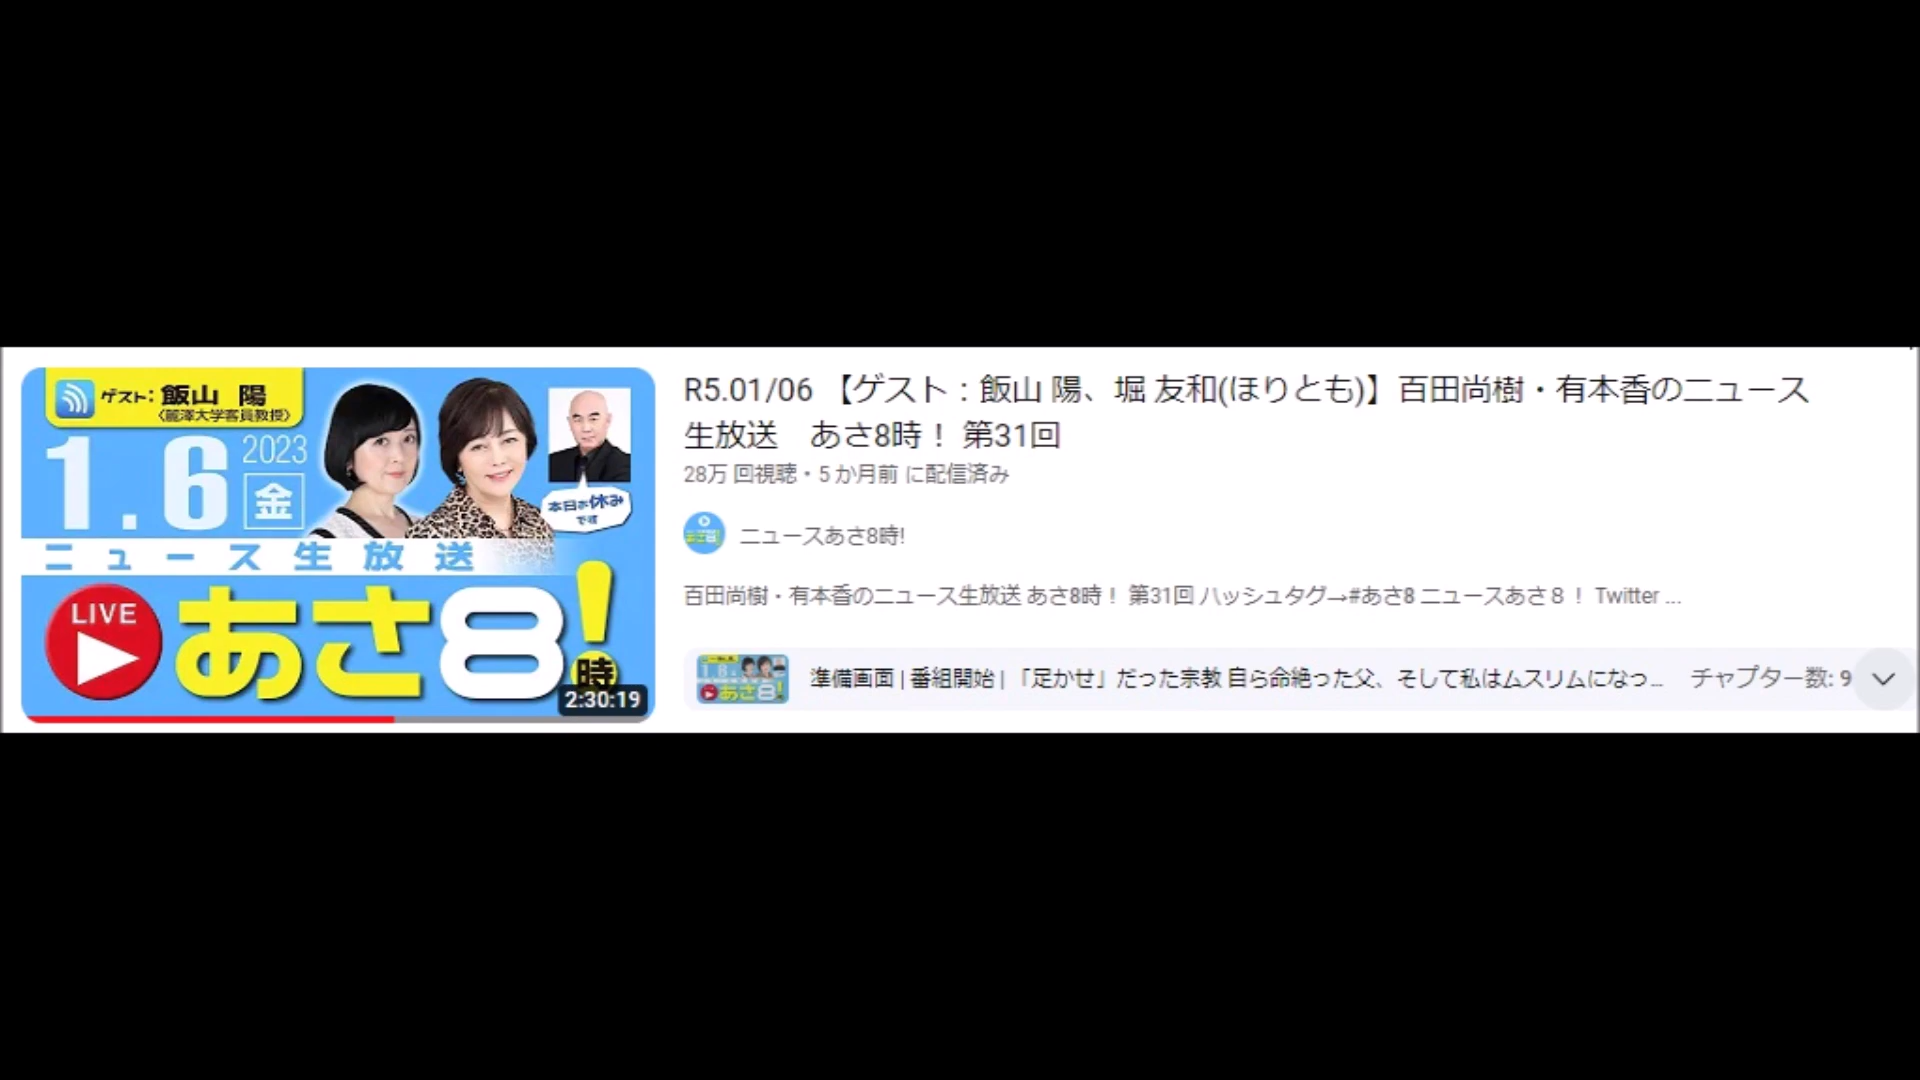 ゲスト：飯山 陽
〈麗澤大学客員教授〉
1.6
2023
金
本日お休み
です
ニュース生放送
LIVE
あさ8時!
2:30:19
R5.01/06 【ゲスト：飯山 陽、堀 友和(ほりとも)】百田尚樹・有本香のニュース
生放送　あさ8時！ 第31回
28万 回視聴・5 か月前 に配信済み
ニュースあさ8時!
百田尚樹・有本香のニュース生放送 あさ8時！ 第31回 ハッシュタグ→#あさ8 ニュースあさ８！ Twitter ...
準備画面 | 番組開始 | 「足かせ」だった宗教 自ら命絶った父、そして私はムスリムになっ... チャプター数: 9